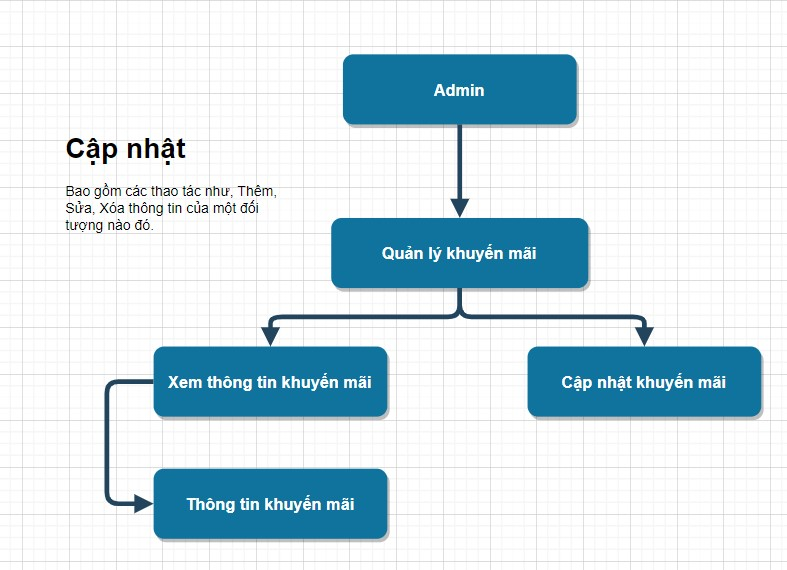 Admin
Cập nhật
Bao gồm các thao tác như, Thêm,
Sửa, Xóa thông tin của một đối
tượng nào đó.
Quản lý khuyến mãi
Xem thông tin khuyến mãi
Cập nhật khuyến mãi
Thông tin khuyến mãi